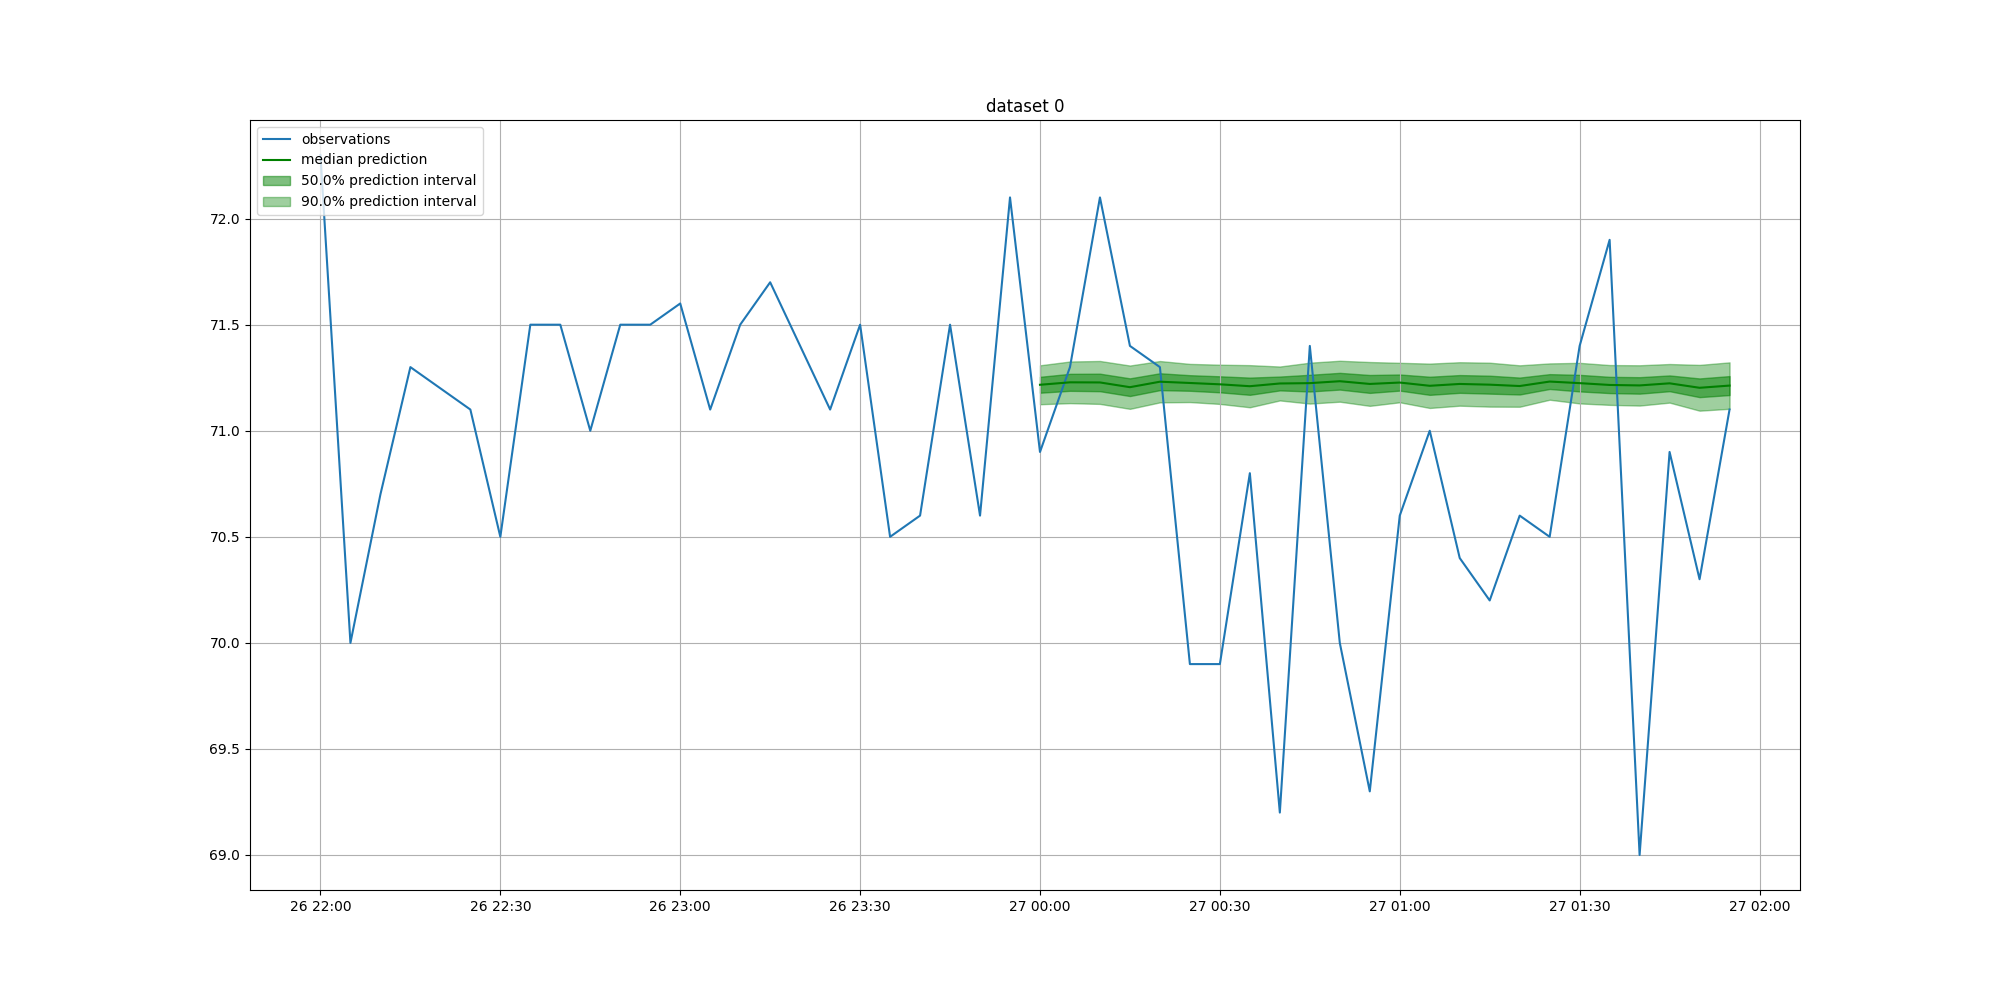 dataset 0
observations
median prediction
50.0% prediction interval
90.0% prediction interval
72.0
71.5
71.0
70.5
70.0
69.5
69.0
26 22:00 26 22:30 26 23:00 26 23:30 27 00:00 27 00:30 27 01:00 27 01:30 27 02:00